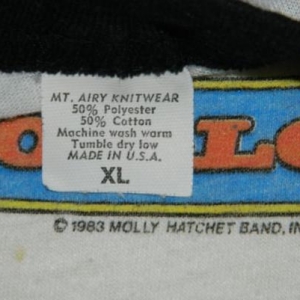 MT. AIRY KNITWEAR
50% Polyester
50% Cotton
Machine wash warm
Tumble dry low
MADE IN U.S.A.
XL
© 1983 MOLLY HATCHET BAND, IN